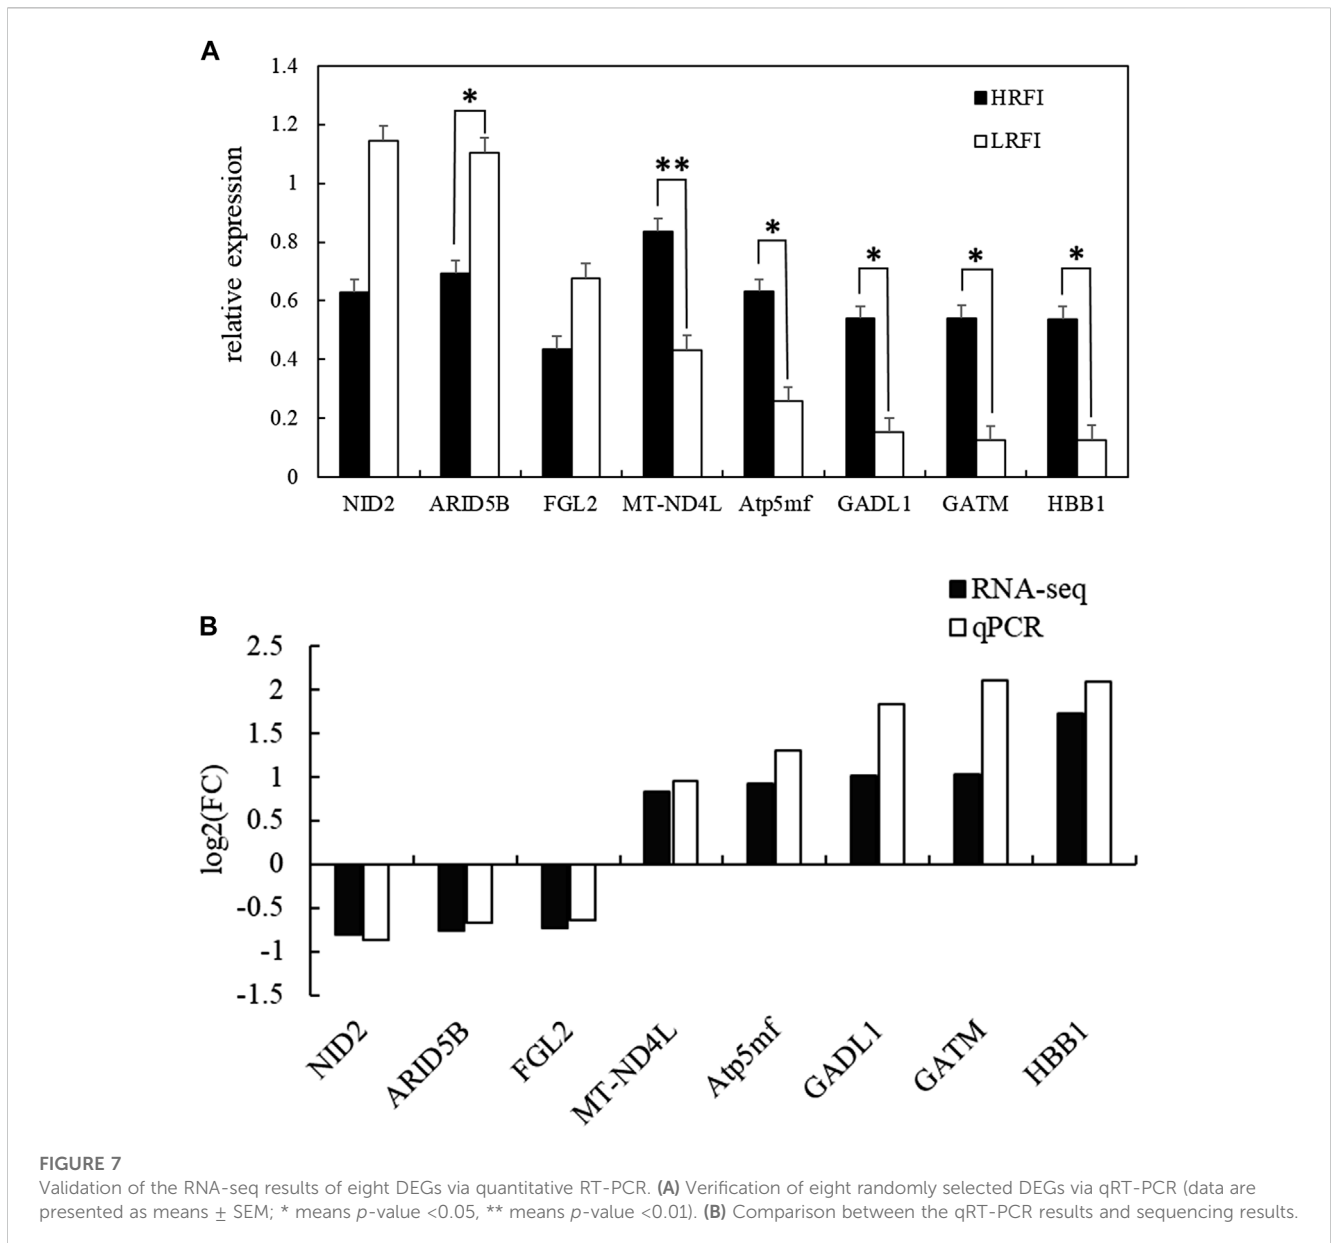 A
1.4
1.2
1
0.8
0.6
0.4
0.2
0
relative expression
HRFI
LRFI
*
**
*
*
*
*
NID2 ARID5B FGL2 MT-ND4L Atp5mf GADL1 GATM HBB1
B
RNA-seq
qPCR
2.5
2
1.5
1
0.5
0
-0.5
-1
-1.5
log2(FC)
NID2
ARID5B
FGL2
MT-ND4L
Atp5mf
GADL1
GATM
HBB1
FIGURE 7
Validation of the RNA-seq results of eight DEGs via quantitative RT-PCR. (A) Verification of eight randomly selected DEGs via qRT-PCR (data are
presented as means ± SEM; * means p-value <0.05, ** means p-value <0.01). (B) Comparison between the qRT-PCR results and sequencing results.